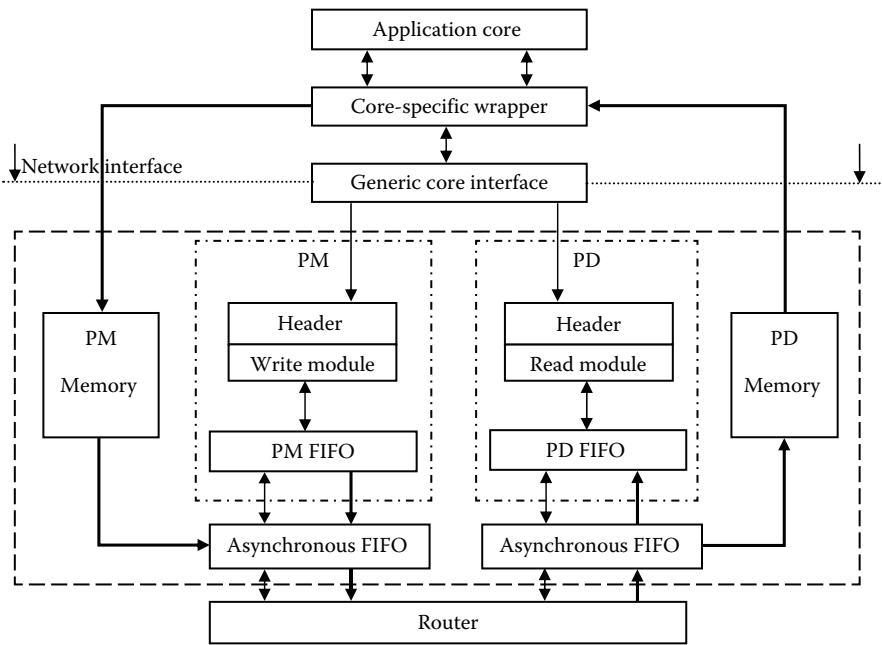 Application core
Core-specific wrapper
Network interface
Generic core interface
PM
PD
Header
Header
PM
Memory
Write module
Read module
PD
Memory
PM FIFO
PD FIFO
Asynchronous FIFO
Asynchronous FIFO
Router